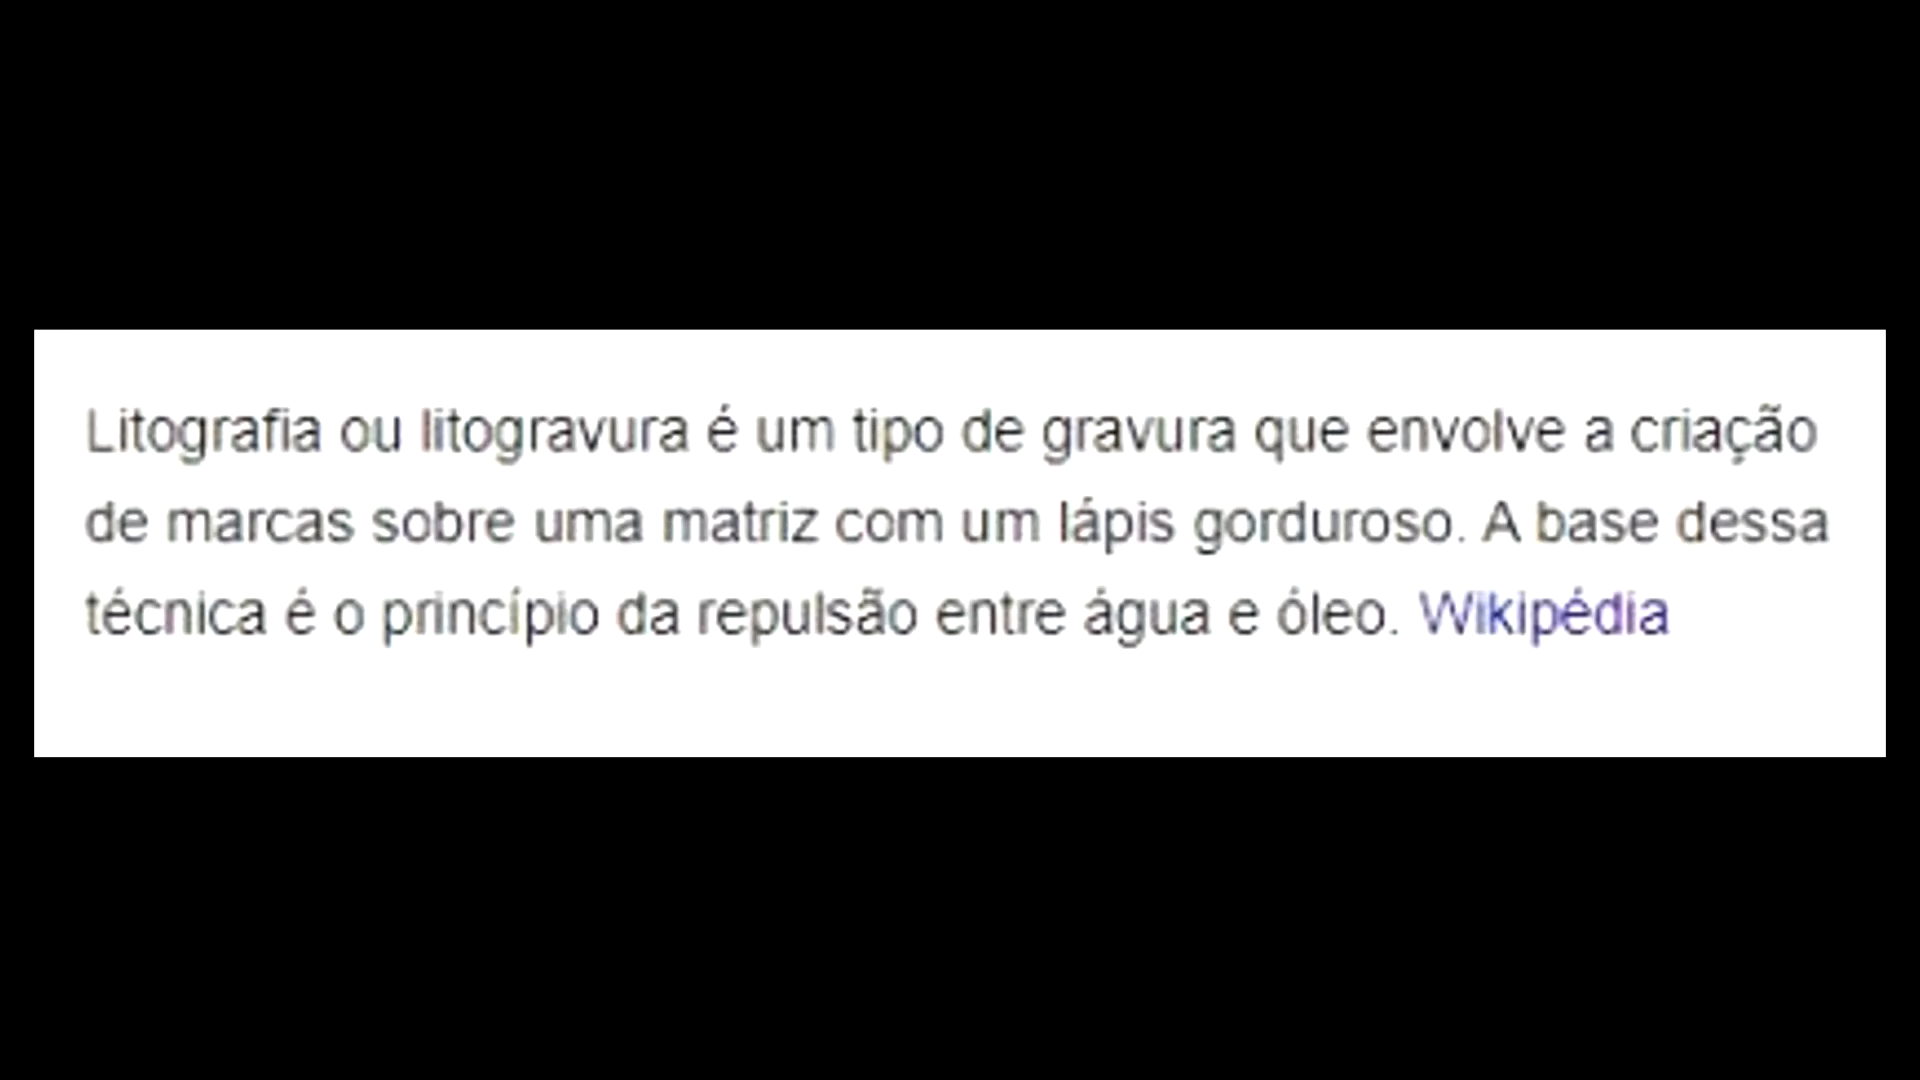 Litografia ou litogravura é um tipo de gravura que envolve a criação
de marcas sobre uma matriz com um lápis gorduroso. A base dessa
técnica é o princípio da repulsão entre água e óleo. Wikipédia